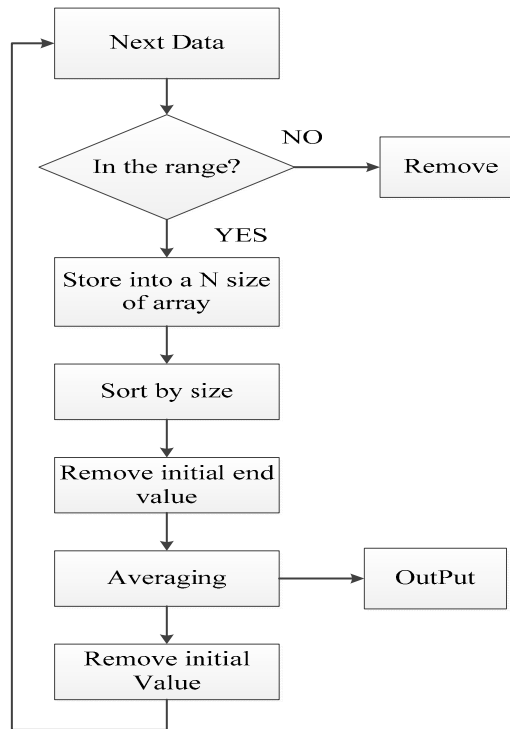 Next Data
NO
In the range?
Remove
YES
Store into a N size
of array
Sort by size
Remove initial end
value
Averaging
OutPut
Remove initial
Value